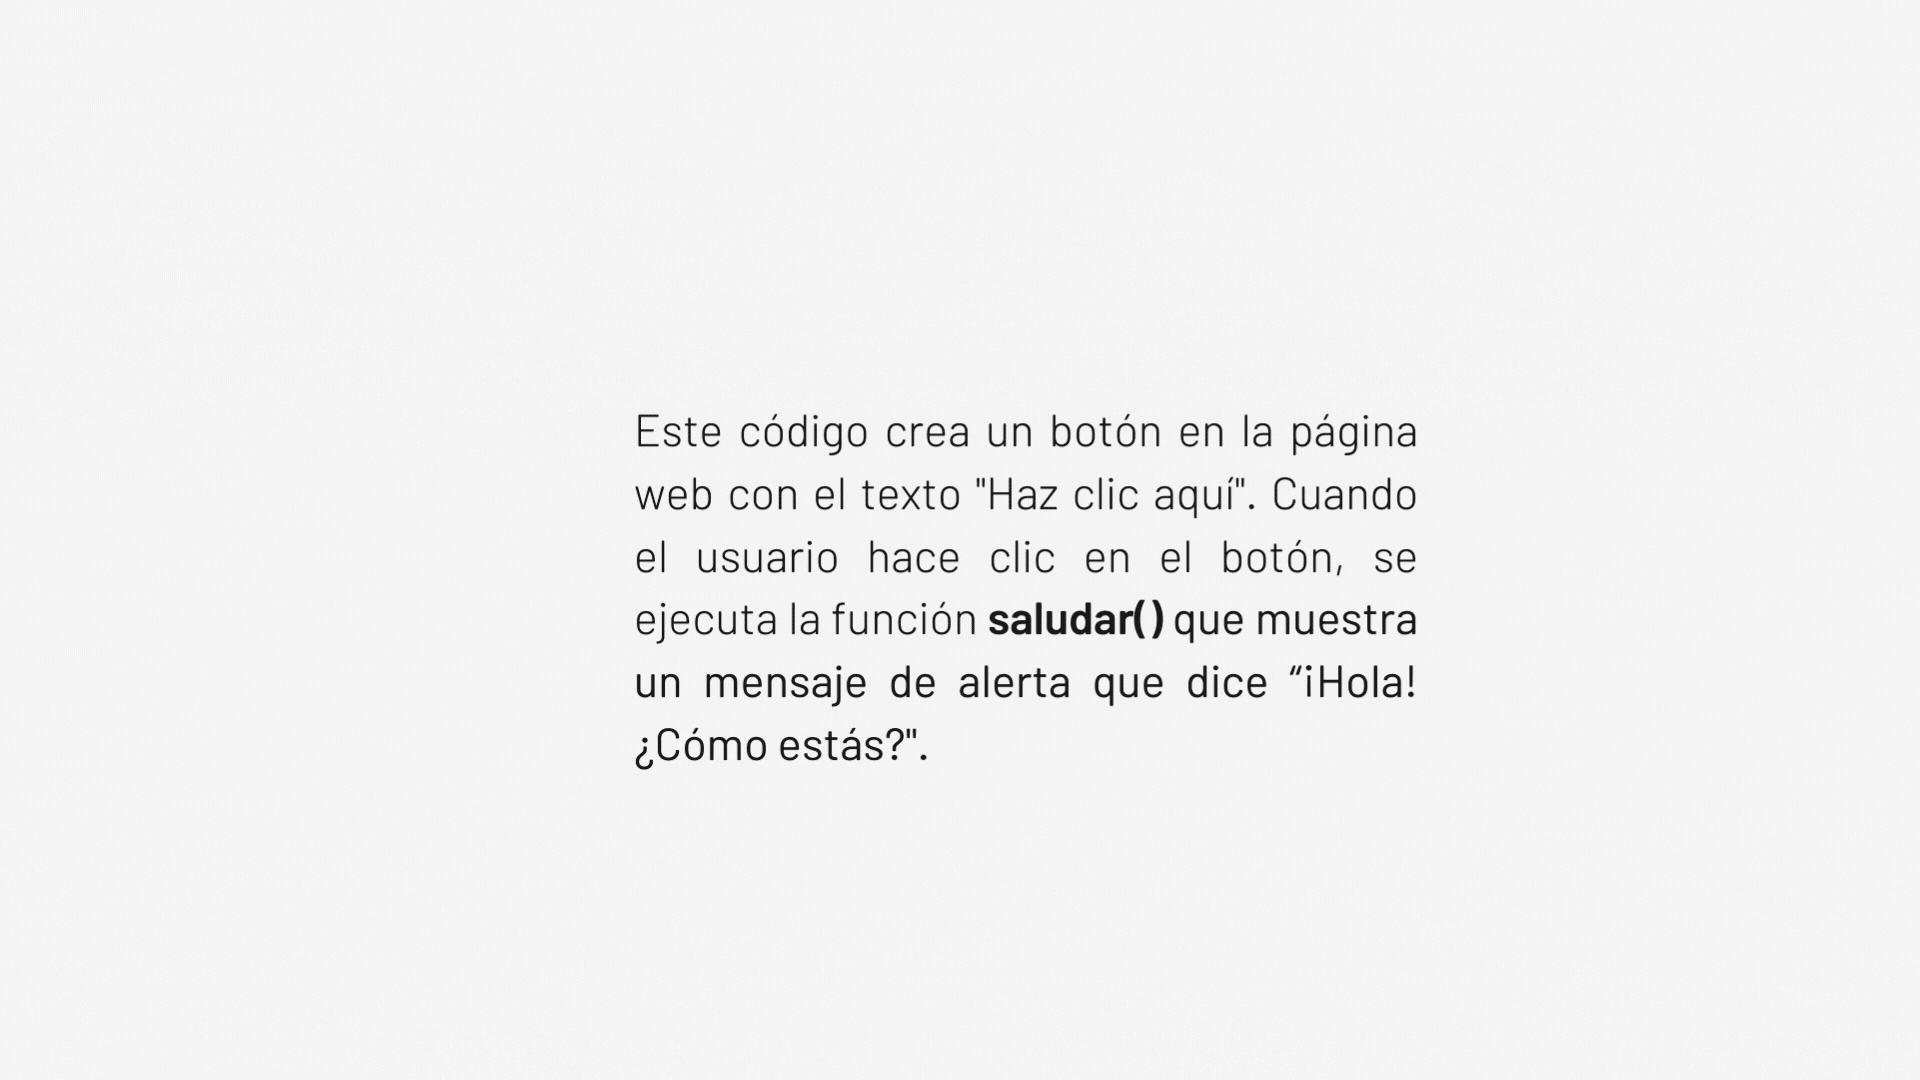 Este código crea un botón en la página
web con el texto "Haz clic aquí". Cuando
el usuario hace clic en el botón, se
ejecuta la función saludar() que muestra
un mensaje de alerta que dice “¡Hola!
¿Cómo estás?".